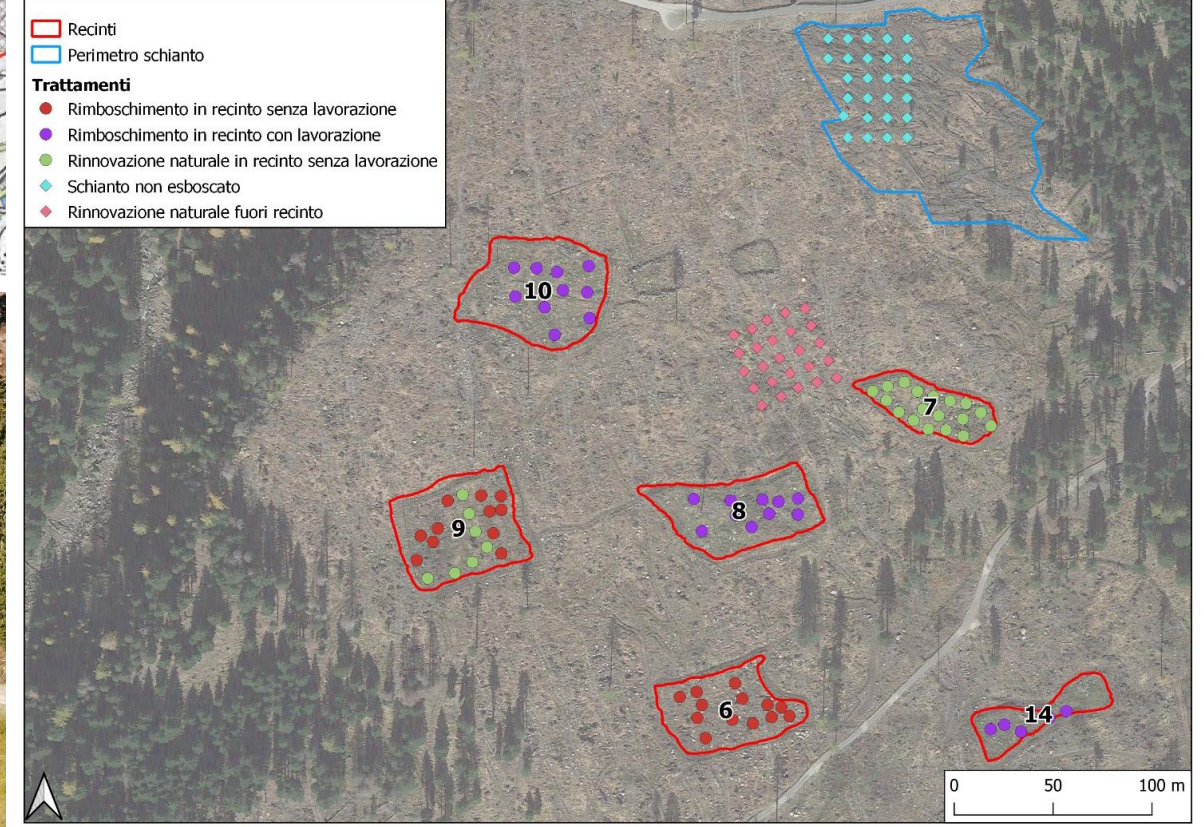 Recinti
Perimetro schianto
Trattamenti
Rimboschimento in recinto senza lavorazione
Rimboschimento in recinto con lavorazione
Rinnovazione naturale in recinto senza lavorazione
Schianto non esboscato
Rinnovazione naturale fuori recinto
10
7
8
9
6
14
0 50 100 m